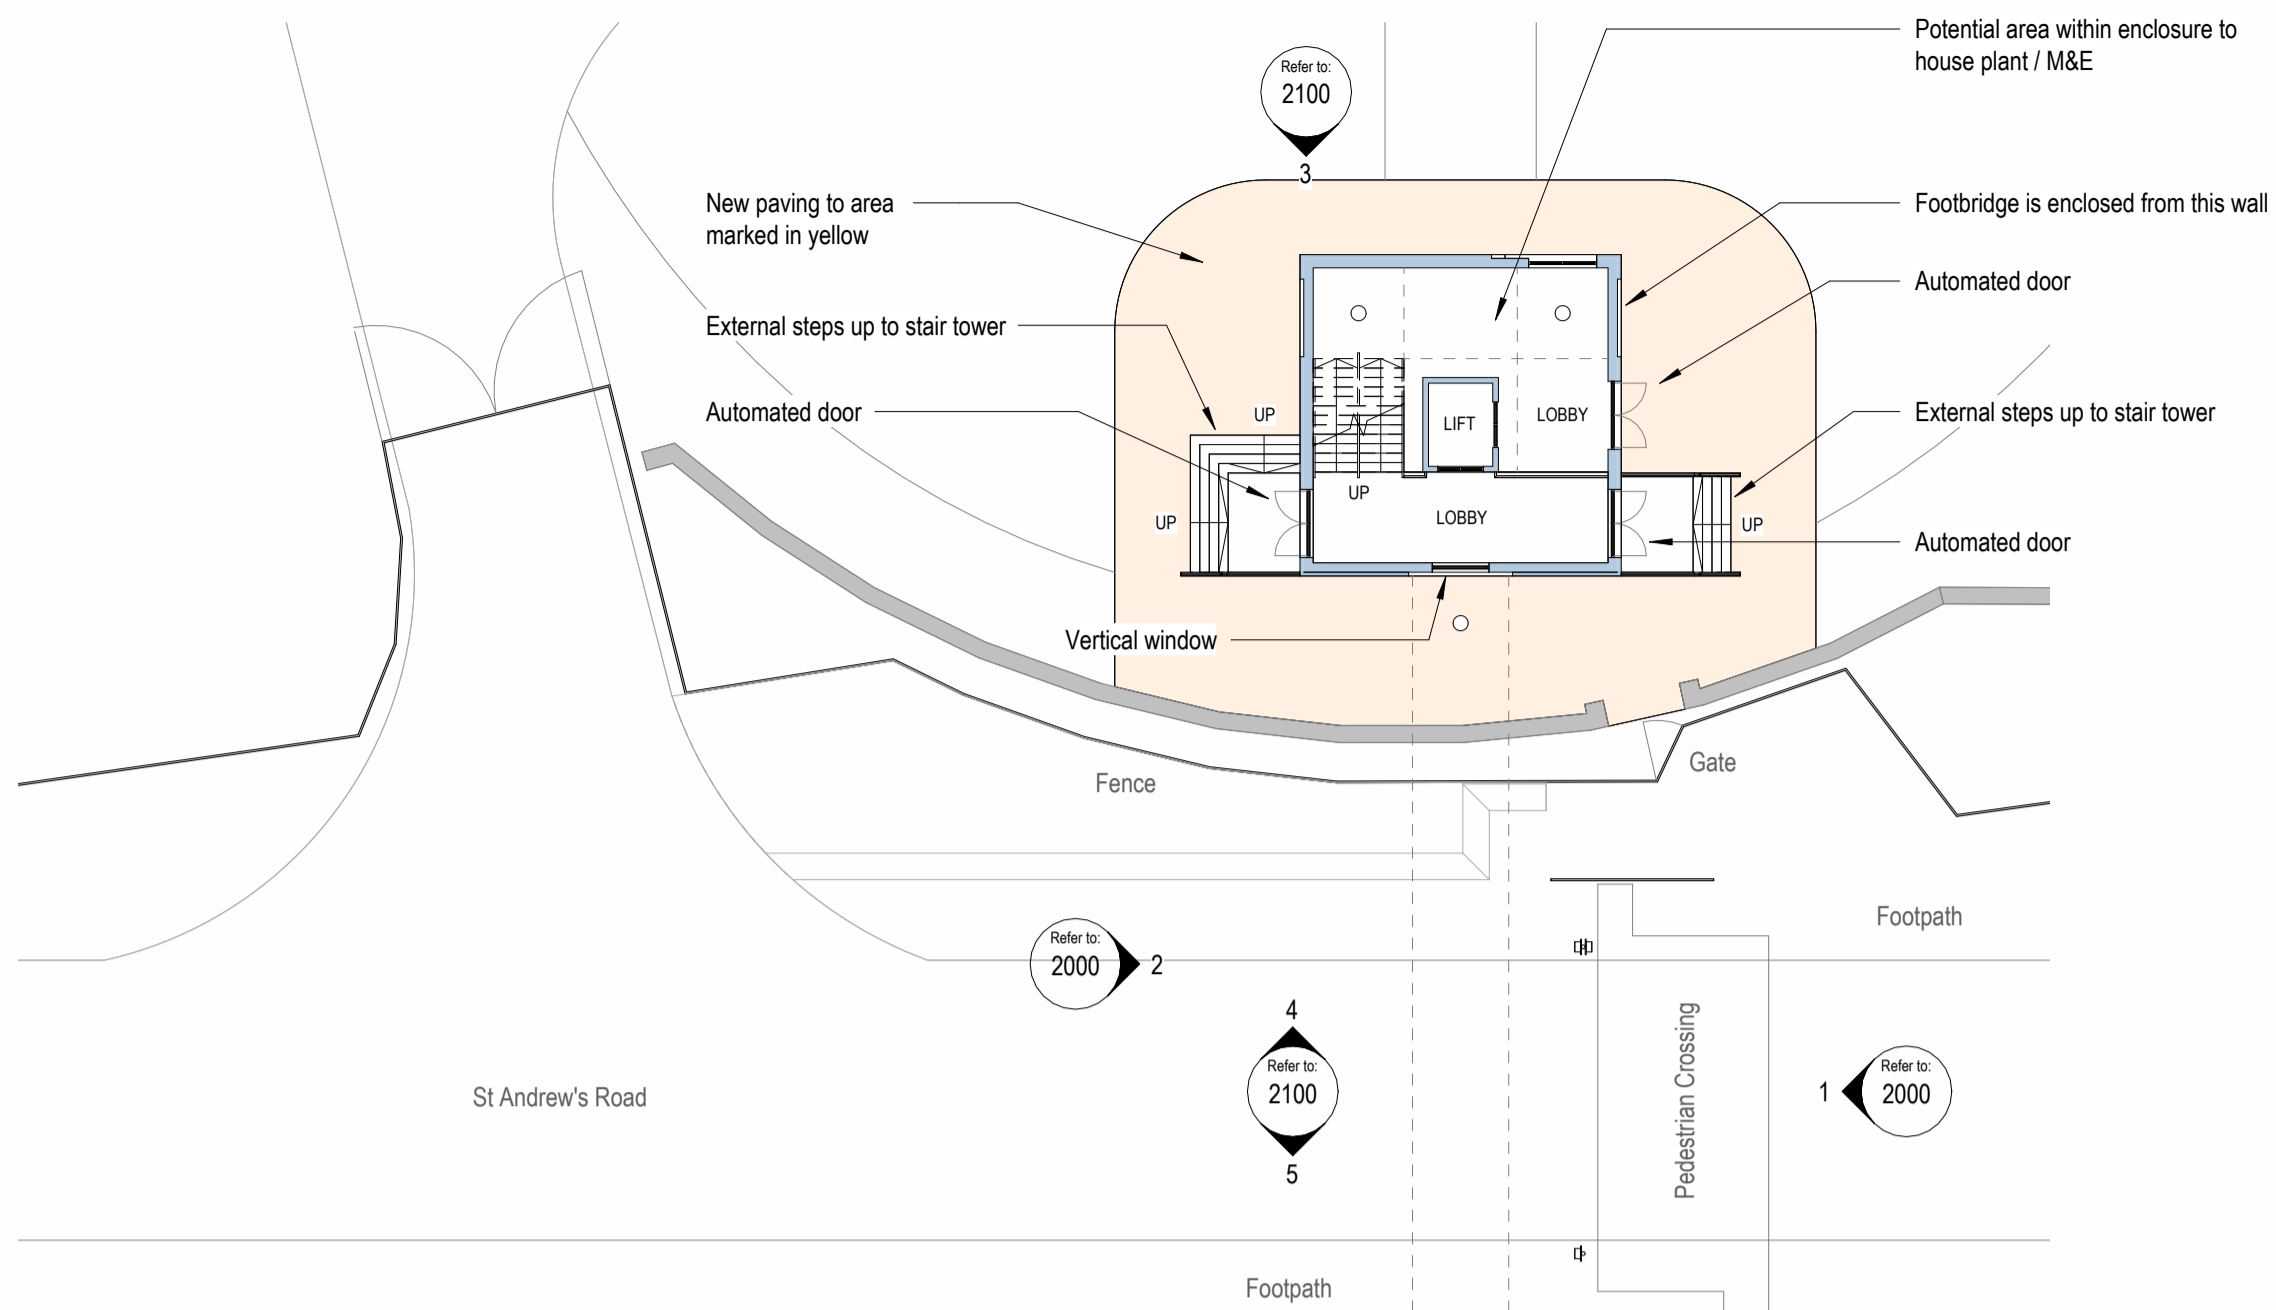 Potential area within enclosure to
house plant / M&E
Refer to:
2100
3
New paving to area
marked in yellow
Footbridge is enclosed from this wall
Automated door
External steps up to stair tower
Automated door
External steps up to stair tower
UP
LIFT
LOBBY
UP
UP
LOBBY
UP
Automated door
Vertical window
Gate
Fence
Footpath
Refer to:
2000
2
4
Refer to:
2100
5
St Andrew's Road
Pedestrian Crossing
1
Refer to:
2000
Footpath